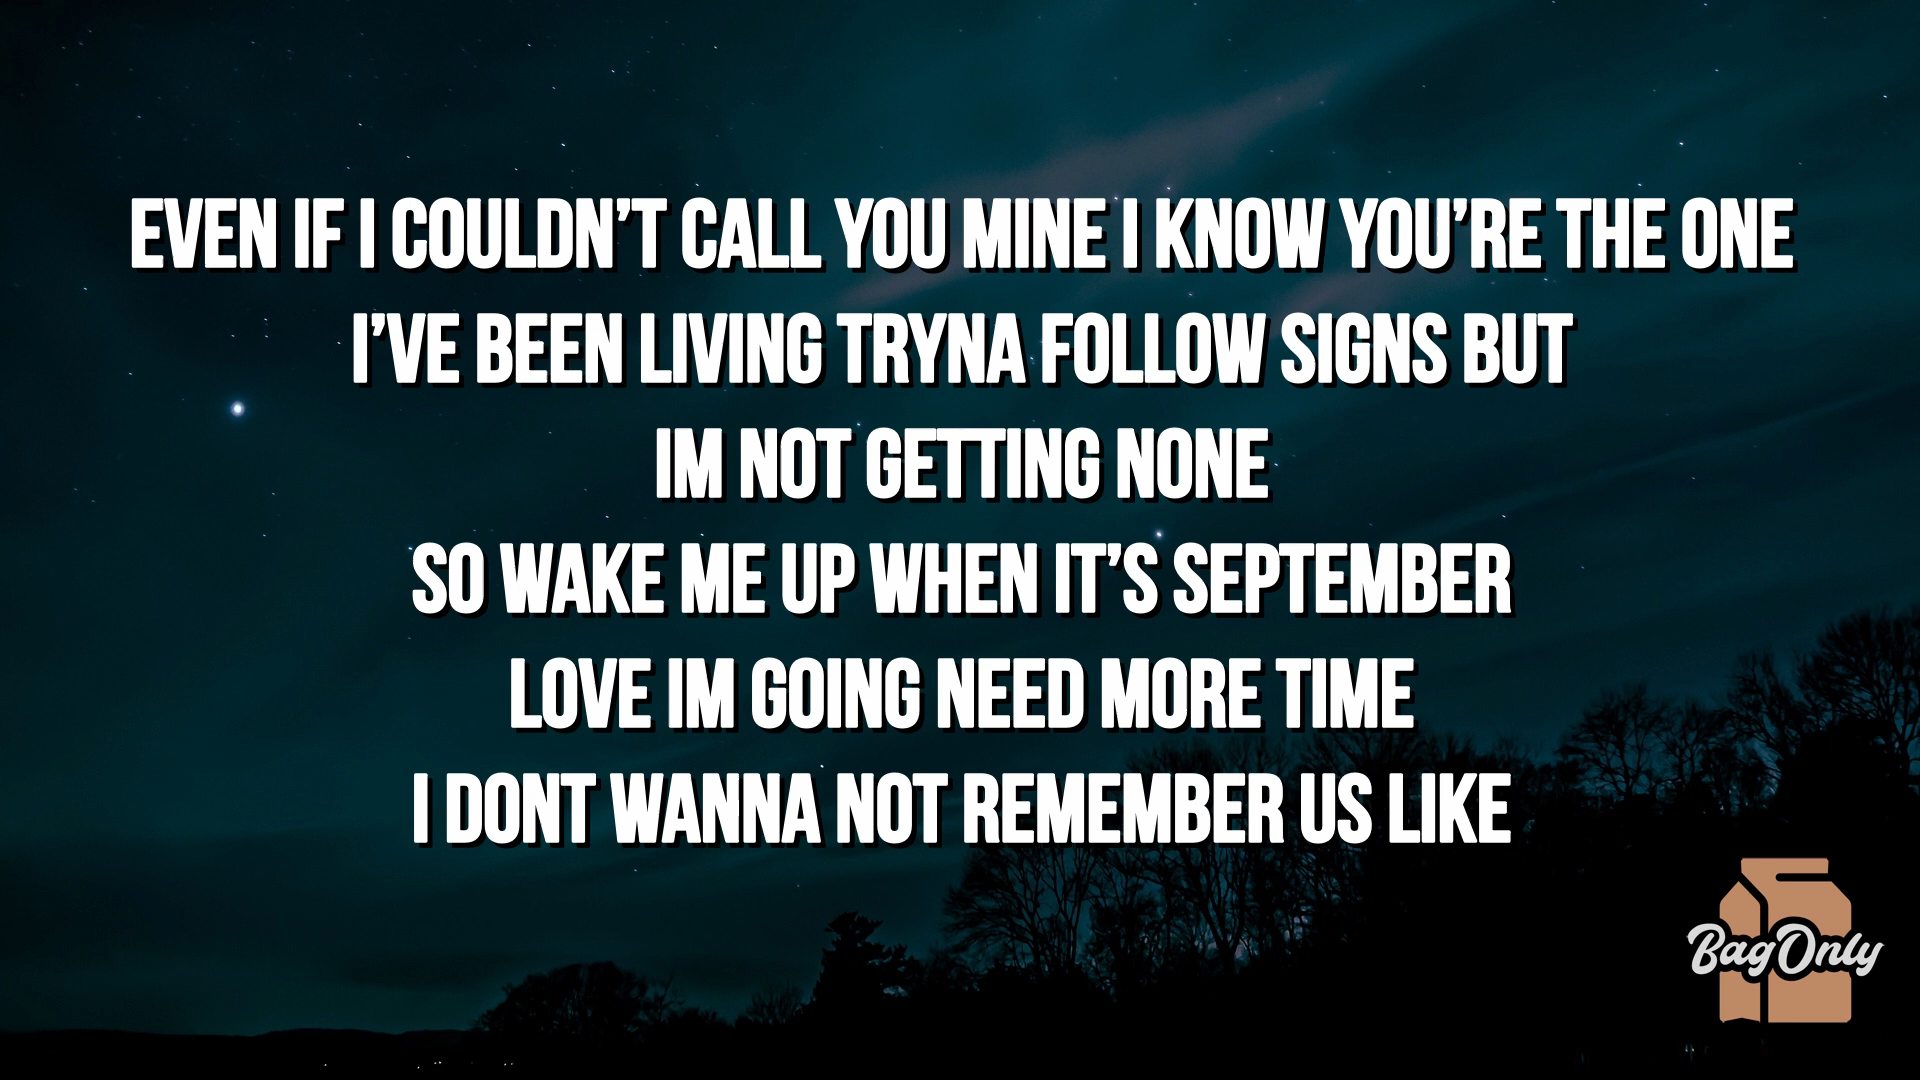 EVEN IF I COULDN’T CALL YOU MINE I KNOW YOU’RE THE ONE
I’VE BEEN LIVING TRYNA FOLLOW SIGNS BUT
IM NOT GETTING NONE
SO WAKE ME UP WHEN IT’S SEPTEMBER
LOVE IM GOING NEED MORE TIME
I DONT WANNA NOT REMEMBER US LIKE
BagOnly